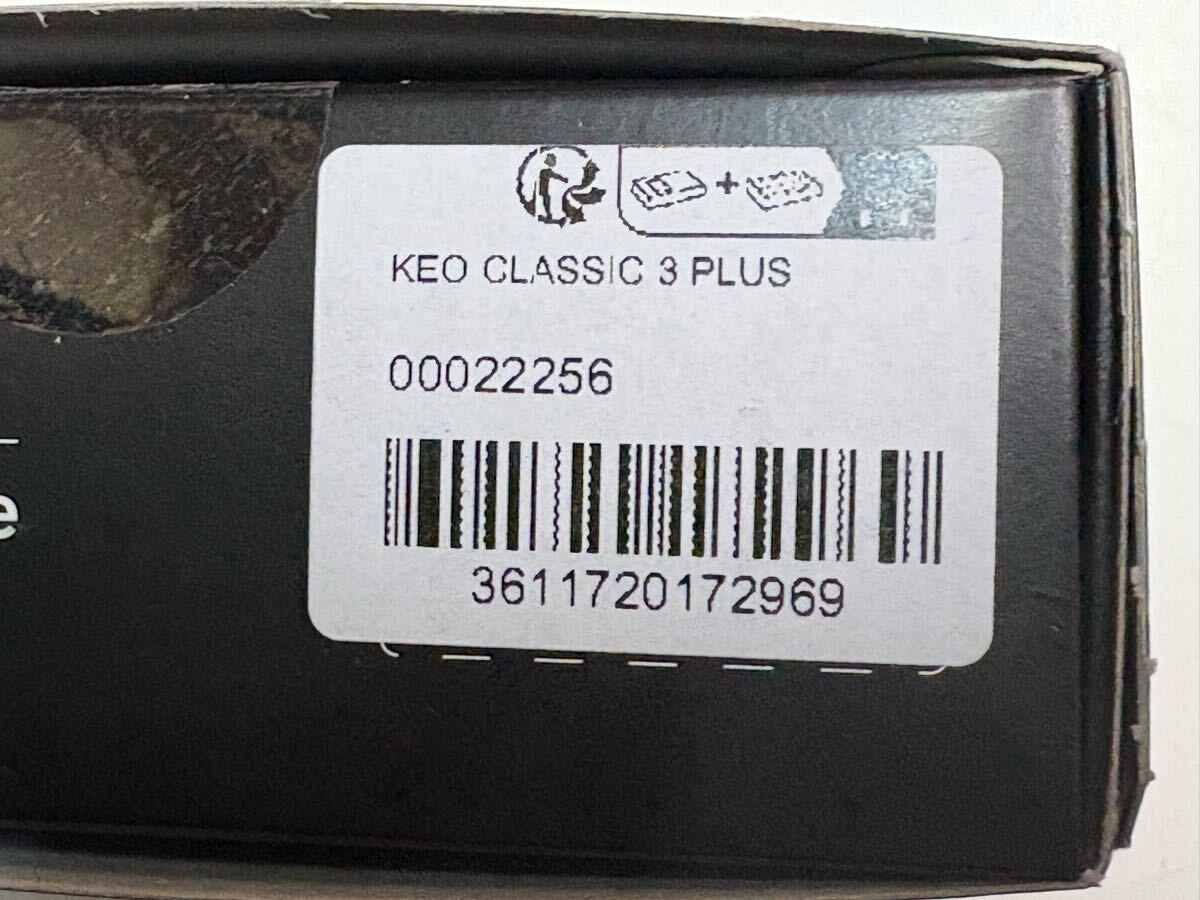 KEO CLASSIC 3 PLUS
00022256
e
3611720172969